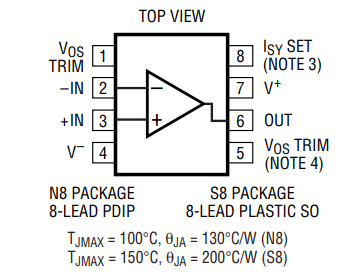 TOP VIEW
VOS TRIM 1
–IN 2
+IN 3
V– 4
8 ISY SET (NOTE 3)
7 V+
6 OUT
5 VOS TRIM (NOTE 4)
– +
N8 PACKAGE
8-LEAD PDIP
S8 PACKAGE
8-LEAD PLASTIC SO
TJMAX = 100°C, θJA = 130°C/W (N8)
TJMAX = 150°C, θJA = 200°C/W (S8)